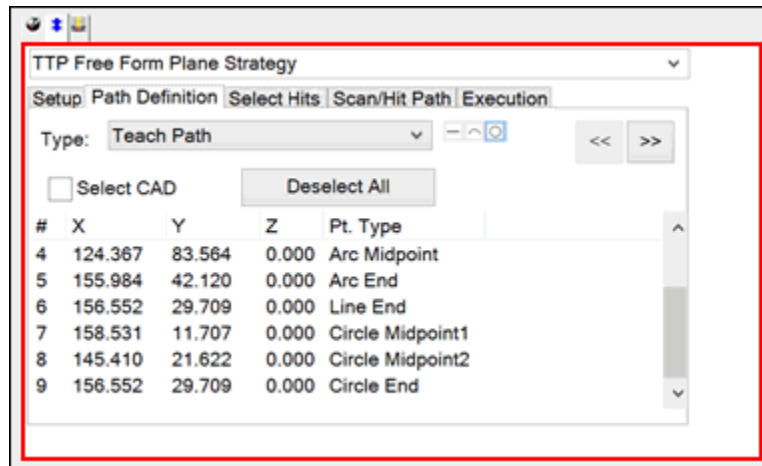 TTP Free Form Plane Strategy
Setup Path Definition Select Hits Scan/Hit Path Execution
Type: Teach Path << >>
Select CAD Deselect All
# X Y Z Pt. Type
4 124.367 83.564 0.000 Arc Midpoint
5 155.984 42.120 0.000 Arc End
6 156.552 29.709 0.000 Line End
7 158.531 11.707 0.000 Circle Midpoint1
8 145.410 21.622 0.000 Circle Midpoint2
9 156.552 29.709 0.000 Circle End